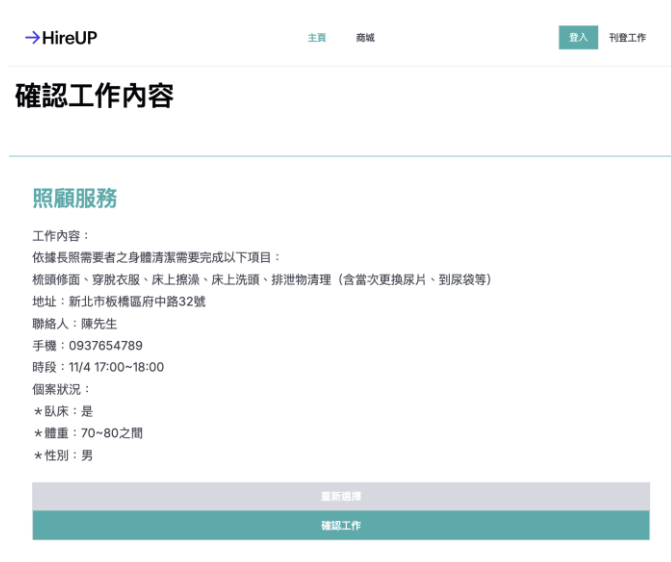 →HireUP
主頁 商城
登入 刊登工作
確認工作內容
照顧服務
工作內容：
依據長照需要者之身體清潔需要完成以下項目：
梳頭修面、穿脫衣服、床上擦澡、床上洗頭、排泄物清理（含當次更換尿片、到尿袋等）
地址：新北市板橋區府中路32號
聯絡人：陳先生
手機：0937654789
時段：11/4 17:00~18:00
個案狀況：
＊臥床：是
＊體重：70~80之間
＊性別：男
重新選擇
確認工作